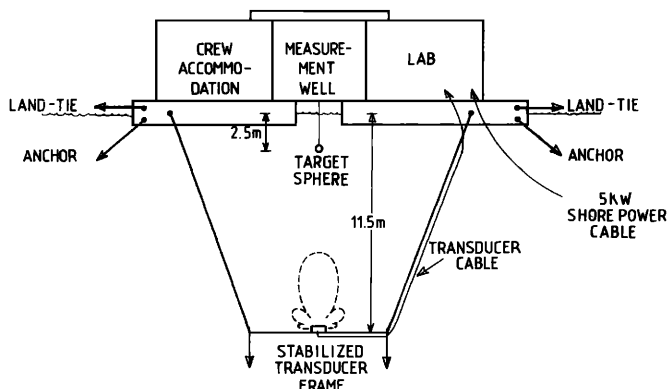 CREW
ACCOMMO-
DATION
MEASURE-
MENT
WELL
LAB
LAND-TIE
LAND-TIE
2.5m
ANCHOR
TARGET
SPHERE
ANCHOR
11.5m
5KW
SHORE POWER
CABLE
TRANSDUCER
CABLE
STABILIZED
TRANSDUCER
FRAME